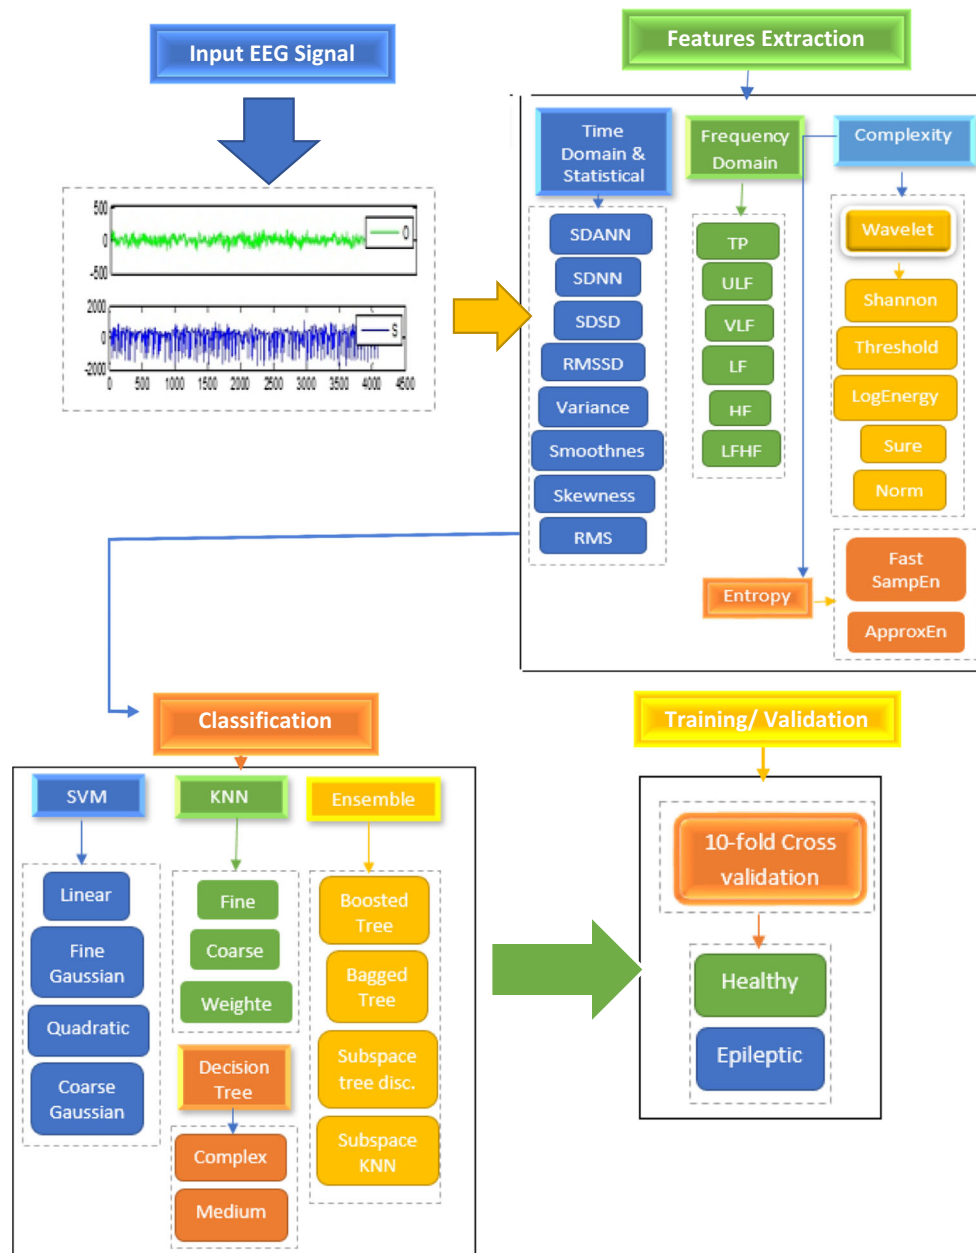 Input EEG Signal
500
0
-500
O
2000
0
-2000
S
0 500 1000 1500 2000 2500 3000 3500 4000 4500
Features Extraction
Time
Domain &
Statistical
SDANN
SDNN
SDSD
RMSSD
Variance
Smoothnes
Skewness
RMS
Frequency
Domain
TP
ULF
VLF
LF
HF
LFHF
Complexity
Wavelet
Shannon
Threshold
LogEnergy
Sure
Norm
Entropy
Fast
SampEn
ApproxEn
Classification
SVM
Linear
Fine
Gaussian
Quadratic
Coarse
Gaussian
KNN
Fine
Coarse
Weighte
Decision
Tree
Complex
Medium
Ensemble
Boosted
Tree
Bagged
Tree
Subspace
tree disc.
Subspace
KNN
Training/ Validation
10-fold Cross
validation
Healthy
Epileptic